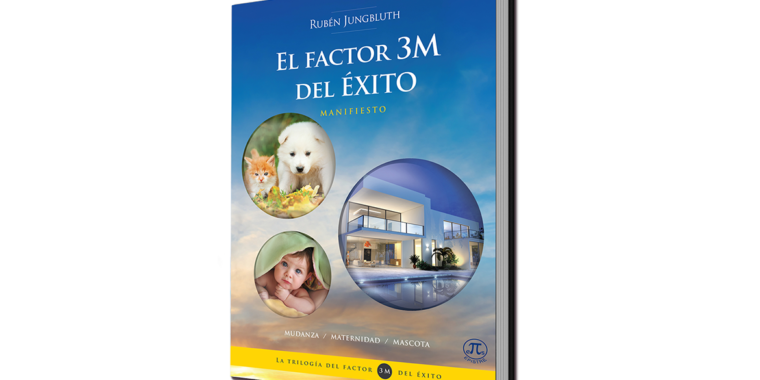 RUBÉN JUNGBLUTH
EL FACTOR 3M
DEL ÉXITO
MANIFIESTO
MUDANZA / MATERNIDAD / MASCOTA
LA TRILOGÍA DEL FACTOR 3M DEL ÉXITO
π